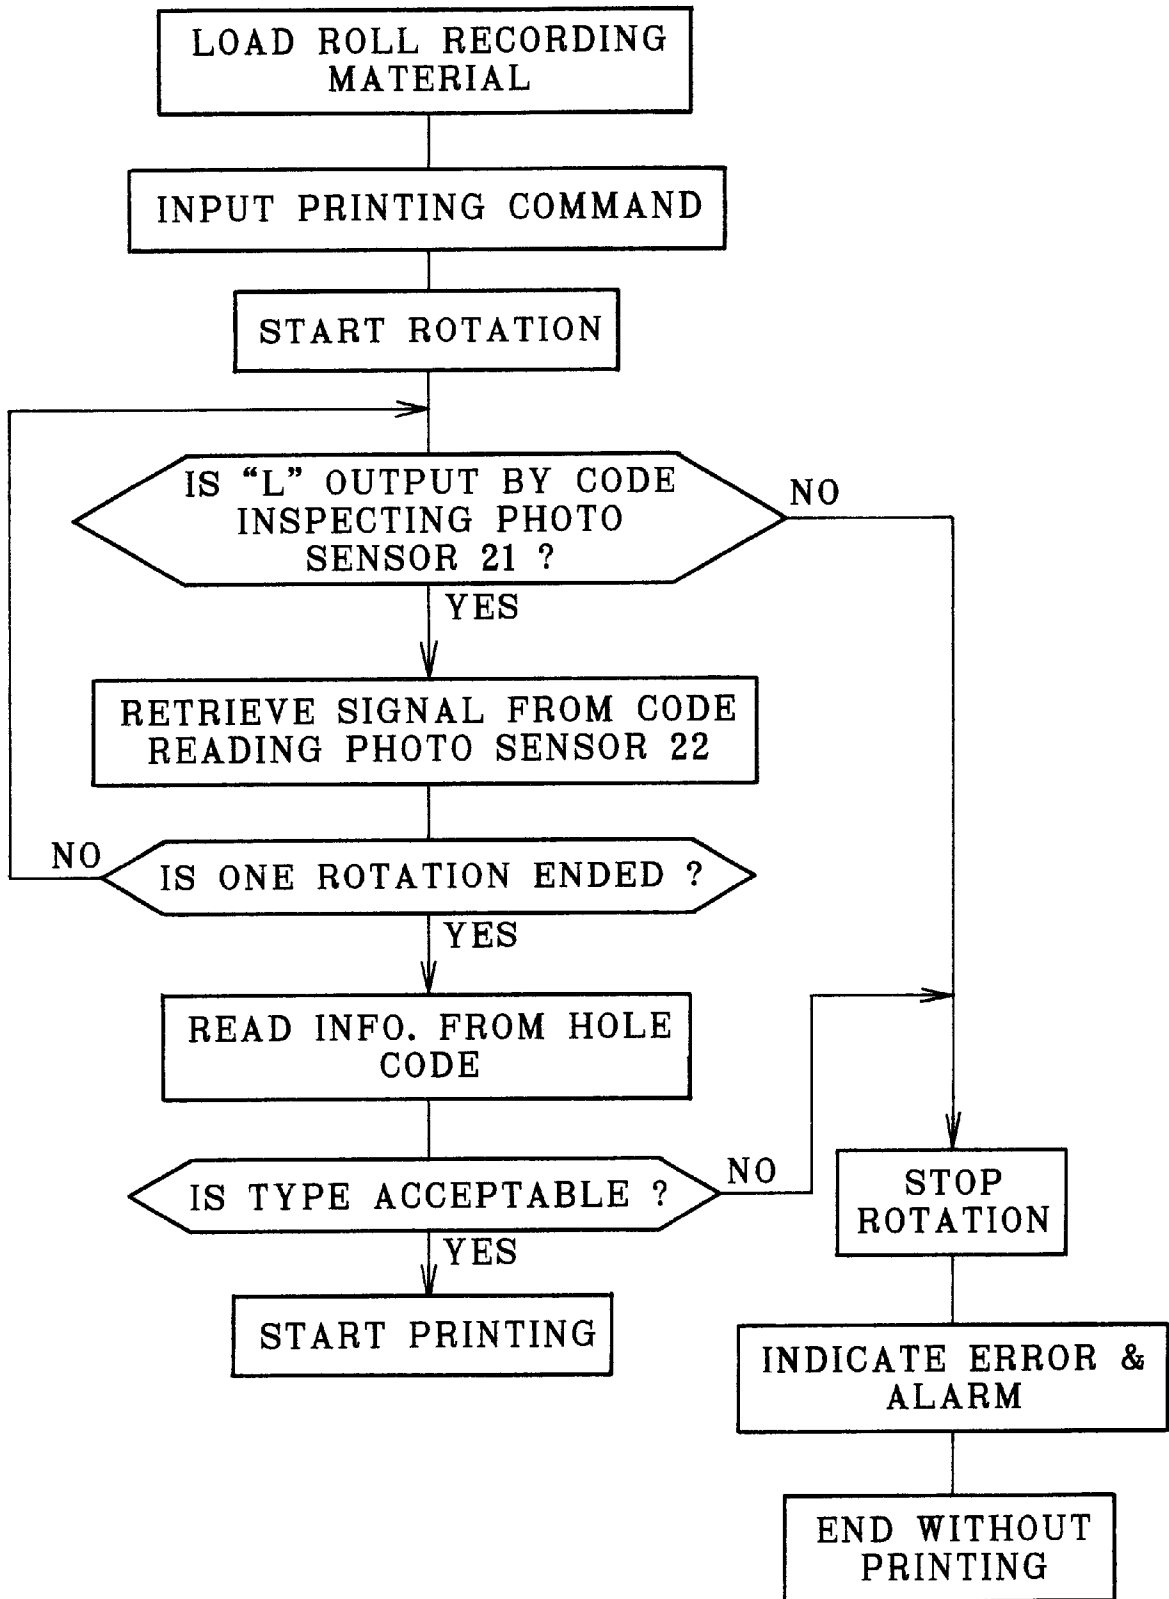 LOAD ROLL RECORDING
MATERIAL
INPUT PRINTING COMMAND
START ROTATION
IS “L” OUTPUT BY CODE
INSPECTING PHOTO
SENSOR 21 ?
NO
YES
RETRIEVE SIGNAL FROM CODE
READING PHOTO SENSOR 22
NO
IS ONE ROTATION ENDED ?
YES
READ INFO. FROM HOLE
CODE
IS TYPE ACCEPTABLE ?
NO
YES
START PRINTING
STOP
ROTATION
INDICATE ERROR &
ALARM
END WITHOUT
PRINTING